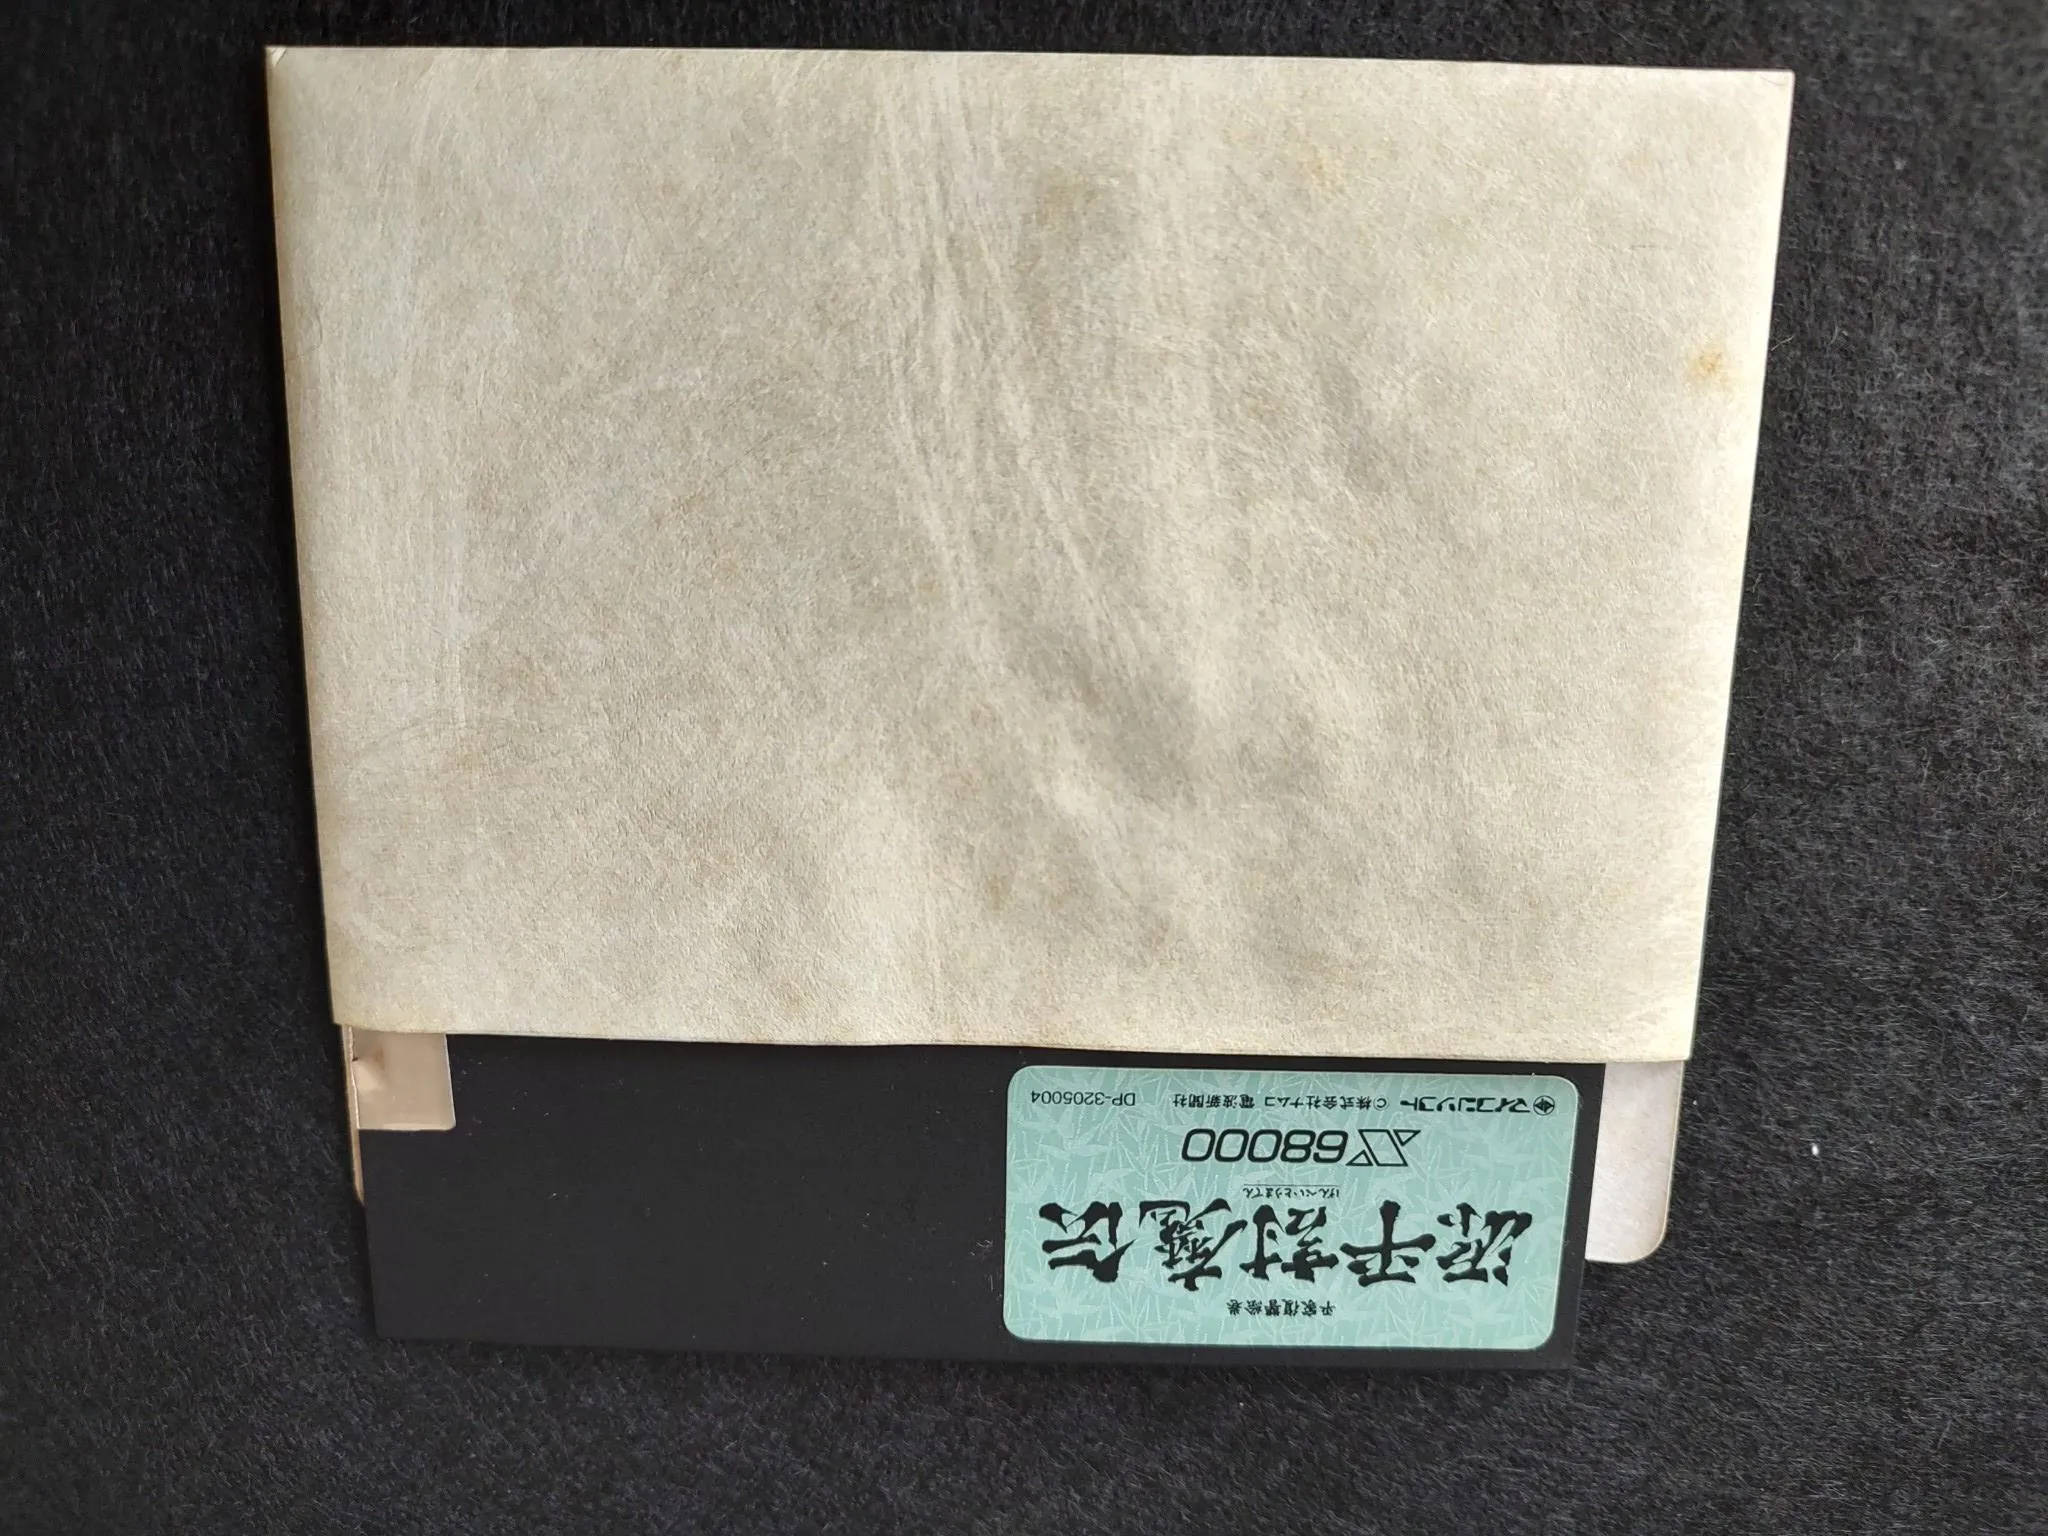 平家復讐絵巻
源平討魔伝
げんぺいとうまでん
X68000
マイコンソフト ©株式会社ナムコ 電波新聞社 DP-3205004